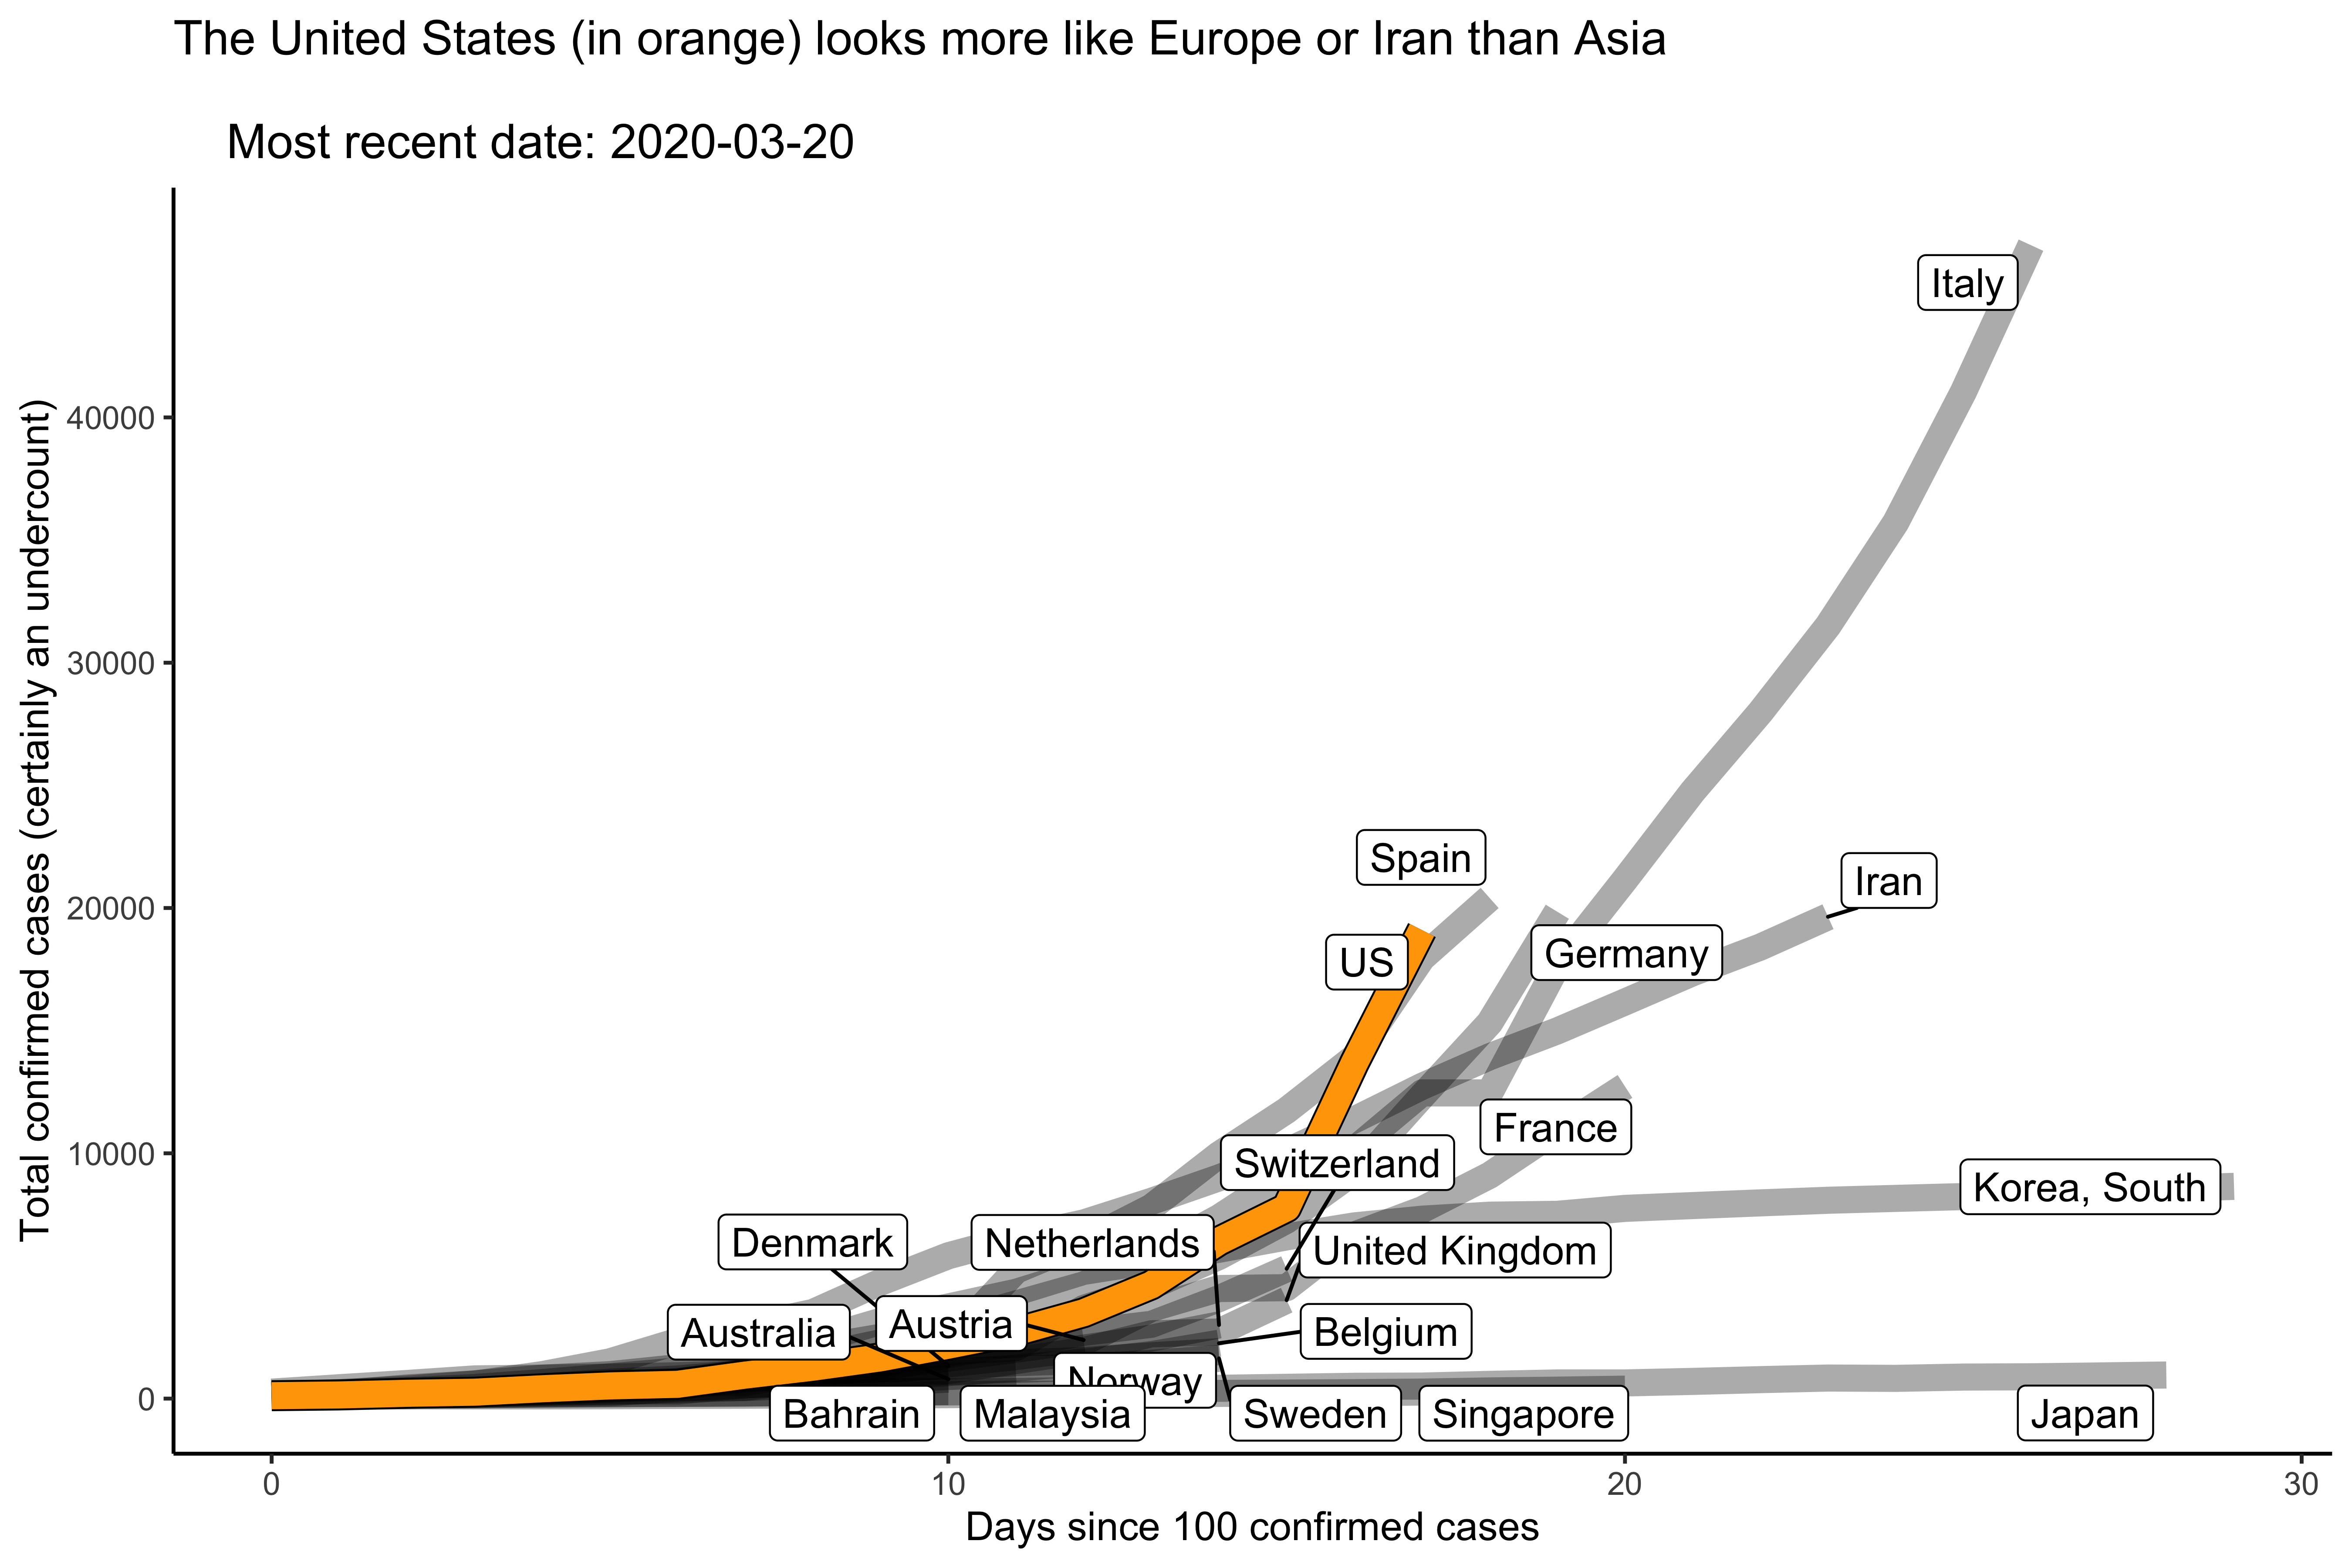 The United States (in orange) looks more like Europe or Iran than Asia
Most recent date: 2020-03-20
Total confirmed cases (certainly an undercount)
40000
30000
20000
10000
0
Italy
Spain
Iran
US
Germany
France
Switzerland
Korea, South
Denmark
Netherlands
United Kingdom
Australia
Austria
Belgium
Norway
Bahrain
Malaysia
Sweden
Singapore
Japan
0
10
20
30
Days since 100 confirmed cases